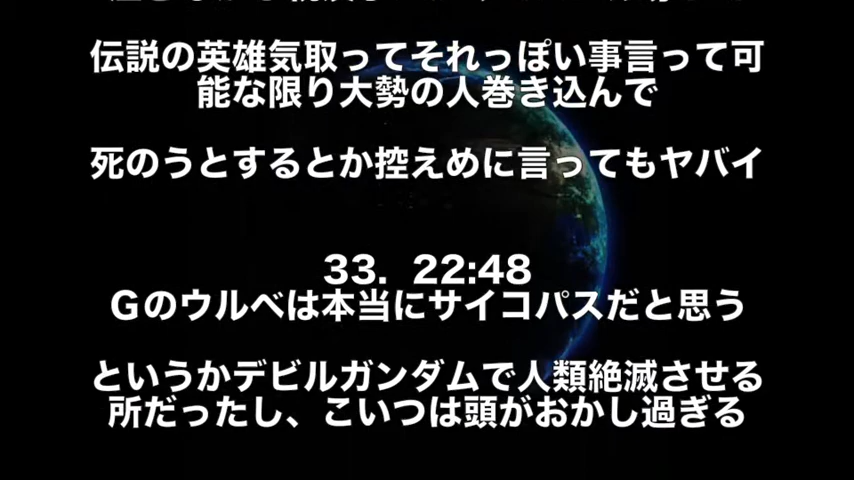 伝説の英雄気取ってそれっぽい事言って可
能な限り大勢の人巻き込んで
死のうとするとか控えめに言ってもヤバイ
33. 22:48
Gのウルベは本当にサイコパスだと思う
というかデビルガンダムで人類絶滅させる
所だったし、こいつは頭がおかし過ぎる